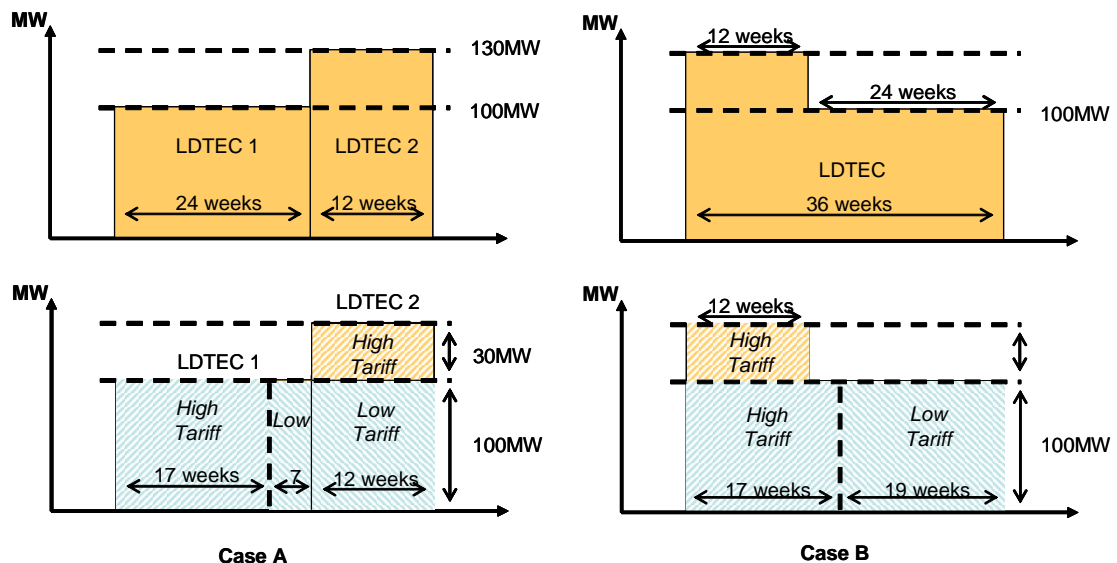 MW
130MW
100MW
LDTEC 1
LDTEC 2
24 weeks
12 weeks
MW
12 weeks
24 weeks
100MW
LDTEC
36 weeks
MW
LDTEC 2
High
Tariff
30MW
LDTEC 1
High
Tariff
Low
Low
Tariff
100MW
17 weeks
7
12 weeks
Case A
MW
12 weeks
High
Tariff
High
Tariff
Low
Tariff
100MW
17 weeks
19 weeks
Case B